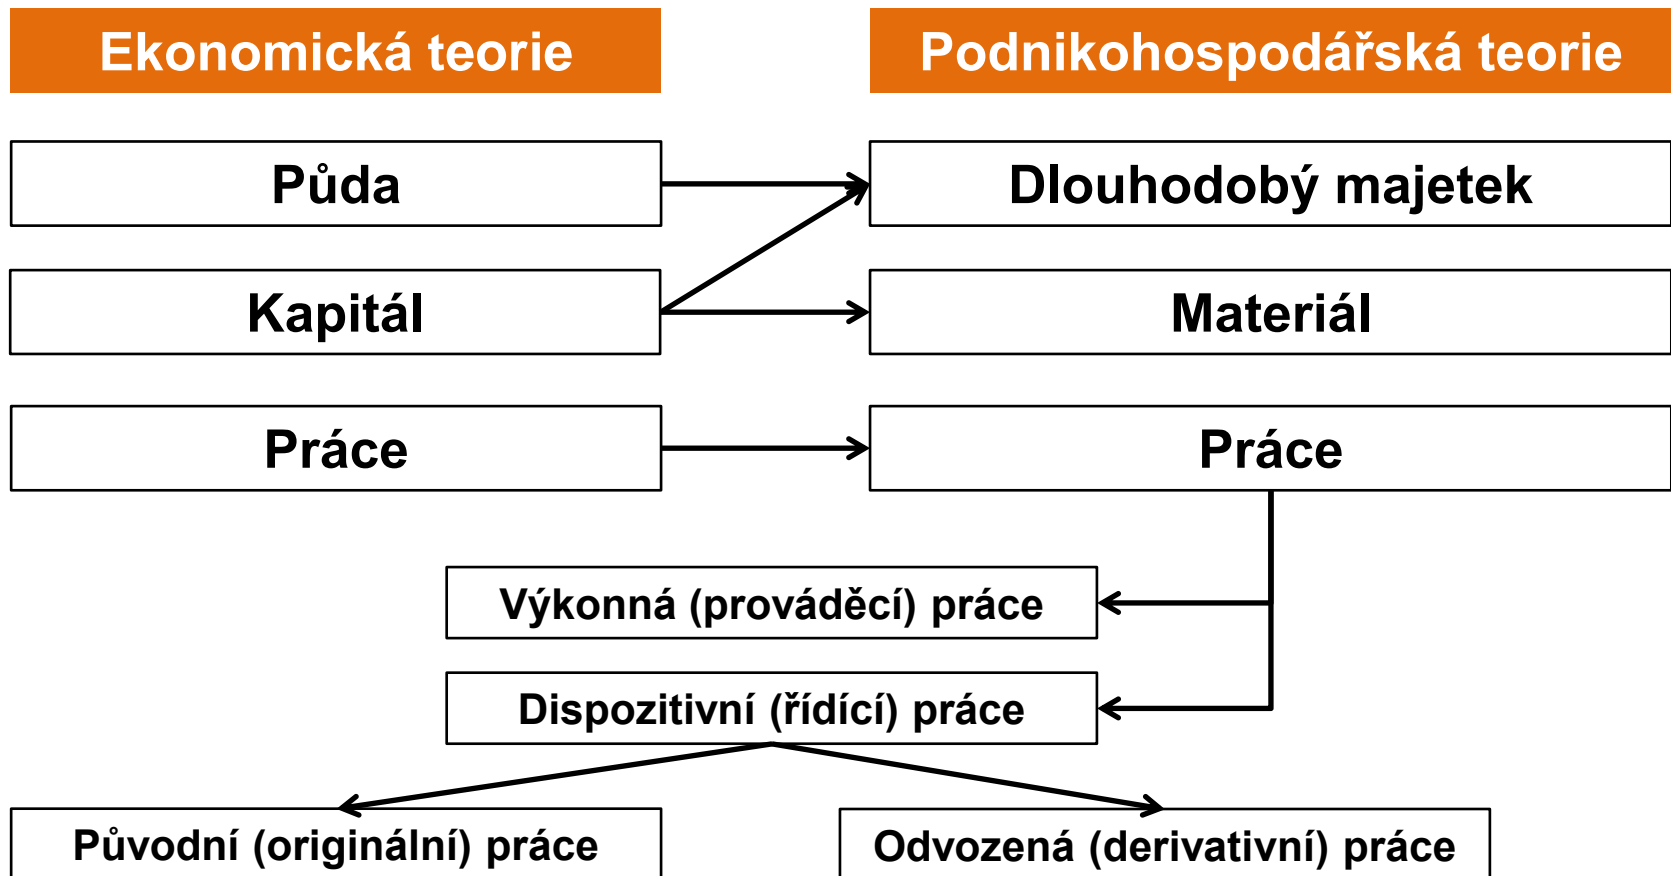 Ekonomická teorie
Podnikohospodářská teorie
Půda
Dlouhodobý majetek
Kapitál
Materiál
Práce
Práce
Výkonná (prováděcí) práce
Dispozitivní (řídící) práce
Původní (originální) práce
Odvozená (derivativní) práce